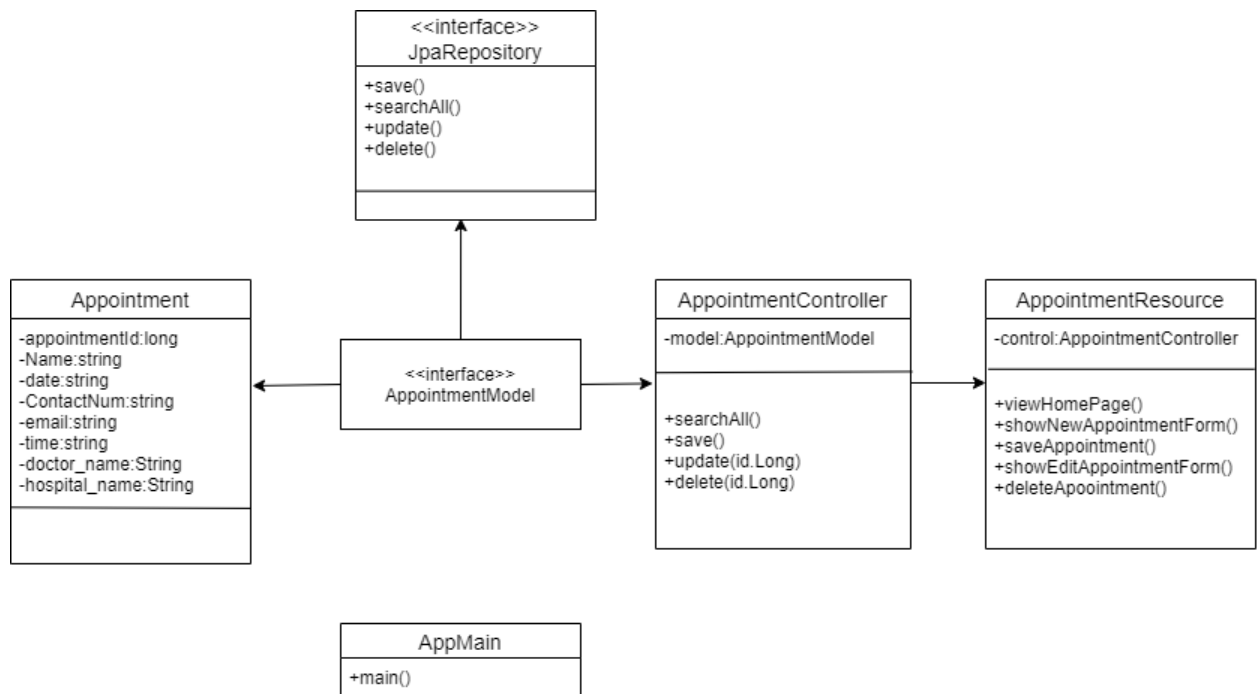 <<interface>>
JpaRepository
+save()
+searchAll()
+update()
+delete()
Appointment
-appointmentId:long
-Name:string
-date:string
-ContactNum:string
-email:string
-time:string
-doctor_name:String
-hospital_name:String
<<interface>>
AppointmentModel
AppointmentController
-model:AppointmentModel
+searchAll()
+save()
+update(id.Long)
+delete(id.Long)
AppointmentResource
-control:AppointmentController
+viewHomePage()
+showNewAppointmentForm()
+saveAppointment()
+showEditAppointmentForm()
+deleteApoointment()
AppMain
+main()